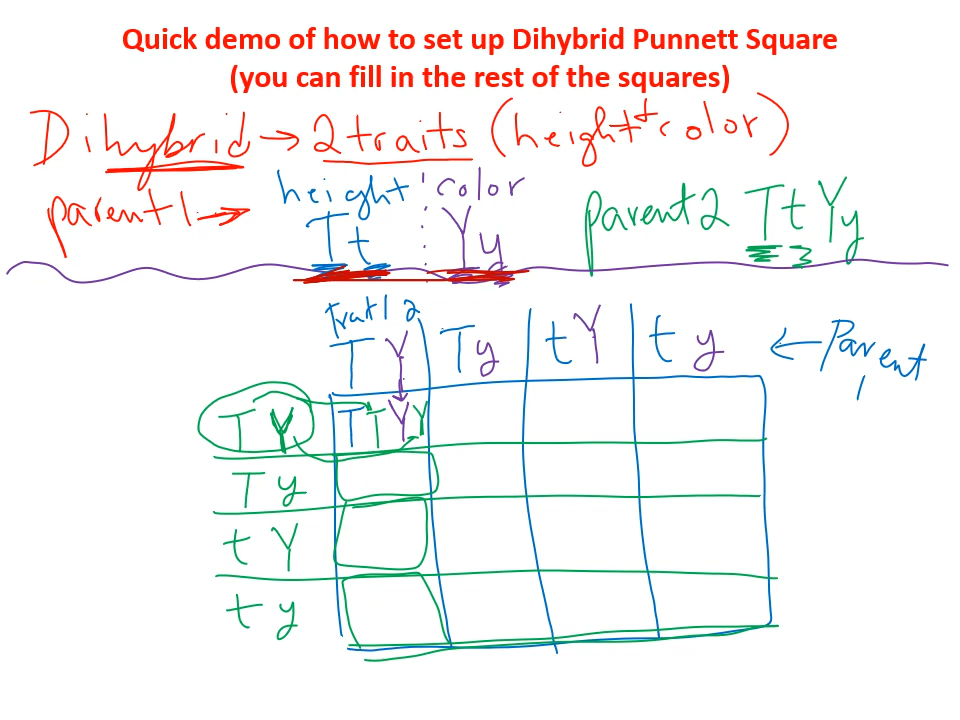 Quick demo of how to set up Dihybrid Punnett Square
(you can fill in the rest of the squares)
Dihybrid → 2 traits (height + color)
height color
parent 1 → Tt Yy parent 2 TtYy
Trait 1 2
TY Ty tY ty ← Parent 1
TY TTYY
Ty
tY
ty